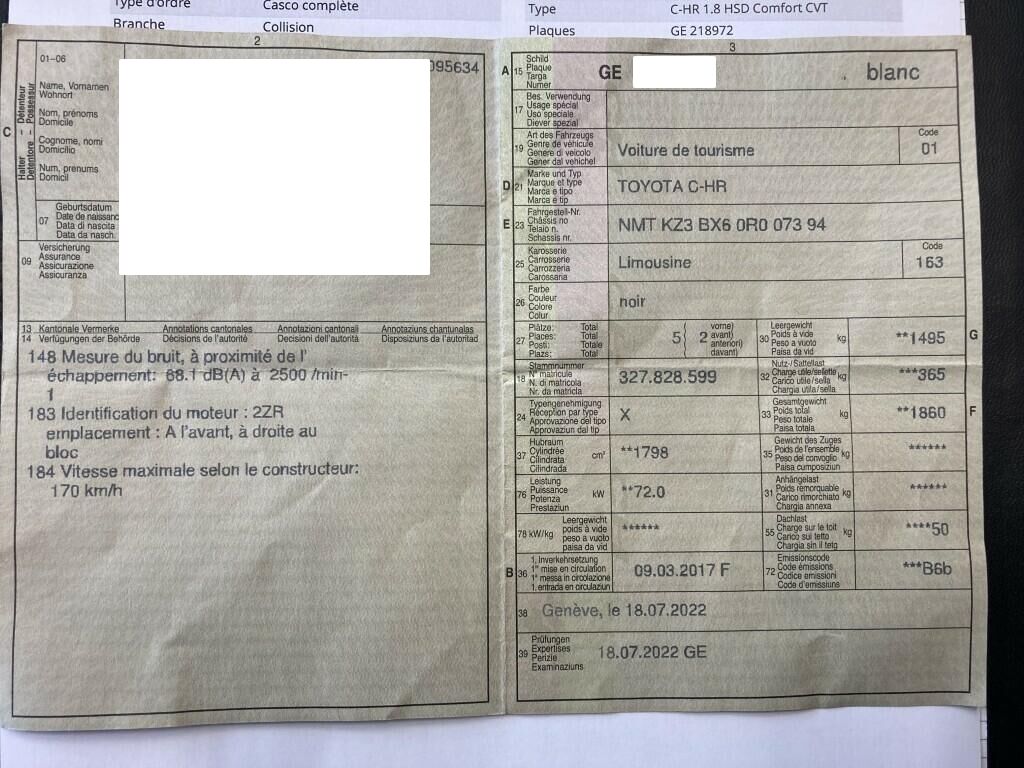 Type d'ordre
Casco complète
Branche
Collision
Type
C-HR 1.8 HSD Comfort CVT
Plaques
GE 218972
2
01-06
095634
C
Halter – Détenteur
Detentore – Possessur
Name, Vornamen
Wohnort
Nom, prénoms
Domicile
Cognome, nomi
Domicilio
Num, prenums
Domicil
07
Geburtsdatum
Date de naissanc
Data di nascita
Data da nasch.
09
Versicherung
Assurance
Assicurazione
Assicuranza
13 Kantonale Vermerke Annotations cantonales Annotazioni cantonali Annotaziuns chantunalas
14 Verfügungen der Behörde Décisions de l'autorité Decisioni dell'autorità Disposiziuns da l'autoritad
148 Mesure du bruit, à proximité de l'
échappement: 68.1 dB(A) à 2500 /min-
1
183 Identification du moteur : 2ZR
emplacement : A l'avant, à droite au
bloc
184 Vitesse maximale selon le constructeur:
170 km/h
3
A 15
Schild
Plaque
Targa
Numer
GE
blanc
17
Bes. Verwendung
Usage spécial
Uso speciale
Diever spezial
19
Art des Fahrzeugs
Genre de véhicule
Genere di veicolo
Gener dal vehichel
Voiture de tourisme
Code
01
D 21
Marke und Typ
Marque et type
Marca e tipo
Marca e tip
TOYOTA C-HR
E 23
Fahrgestell-Nr.
Châssis no
Telaio n.
Schassis nr.
NMT KZ3 BX6 0R0 073 94
25
Karosserie
Carrosserie
Carrozzeria
Carossaria
Limousine
Code
163
26
Farbe
Couleur
Colore
Colur
noir
27
Plätze: Total
Places: Total
Posti: Totale
Plazs: Total
5 ( 2
vorne)
avant)
anteriori)
davant)
30
Leergewicht
Poids à vide
Peso a vuoto
Paisa da vid
kg
**1495
G
18
Stammnummer
N° matricule
N. di matricola
Nr. da matricla
327.828.599
32
Nutz-/Sattellast
Charge utile/sellette
Carico utile/sella
Chargia utila/sella
kg
***365
24
Typengenehmigung
Réception par type
Approvazione del tipo
Approvaziun dal tip
X
33
Gesamtgewicht
Poids total
Peso totale
Paisa totala
kg
**1860
F
37
Hubraum
Cylindrée
Cilindrata
Cilindrada
cm³
**1798
35
Gewicht des Zuges
Poids de l'ensemble
Peso del convoglio
Paisa cumposiziun
kg
******
76
Leistung
Puissance
Potenza
Prestaziun
kW
**72.0
31
Anhängelast
Poids remorquable
Carico rimorchiato
Chargia annexa
kg
******
78 kW/kg
Leergewicht
poids à vide
peso a vuoto
paisa da vid
******
55
Dachlast
Charge sur le toit
Carico sul tetto
Chargia sin il tetg
kg
****50
B 36
1. Inverkehrsetzung
1re mise en circulation
1a messa in circolazione
1. entrada en circulaziun
09.03.2017 F
72
Emissionscode
Code émissions
Codice emissioni
Code d'emissiuns
***B6b
38
Genève, le 18.07.2022
39
Prüfungen
Expertises
Perizie
Examinaziuns
18.07.2022 GE